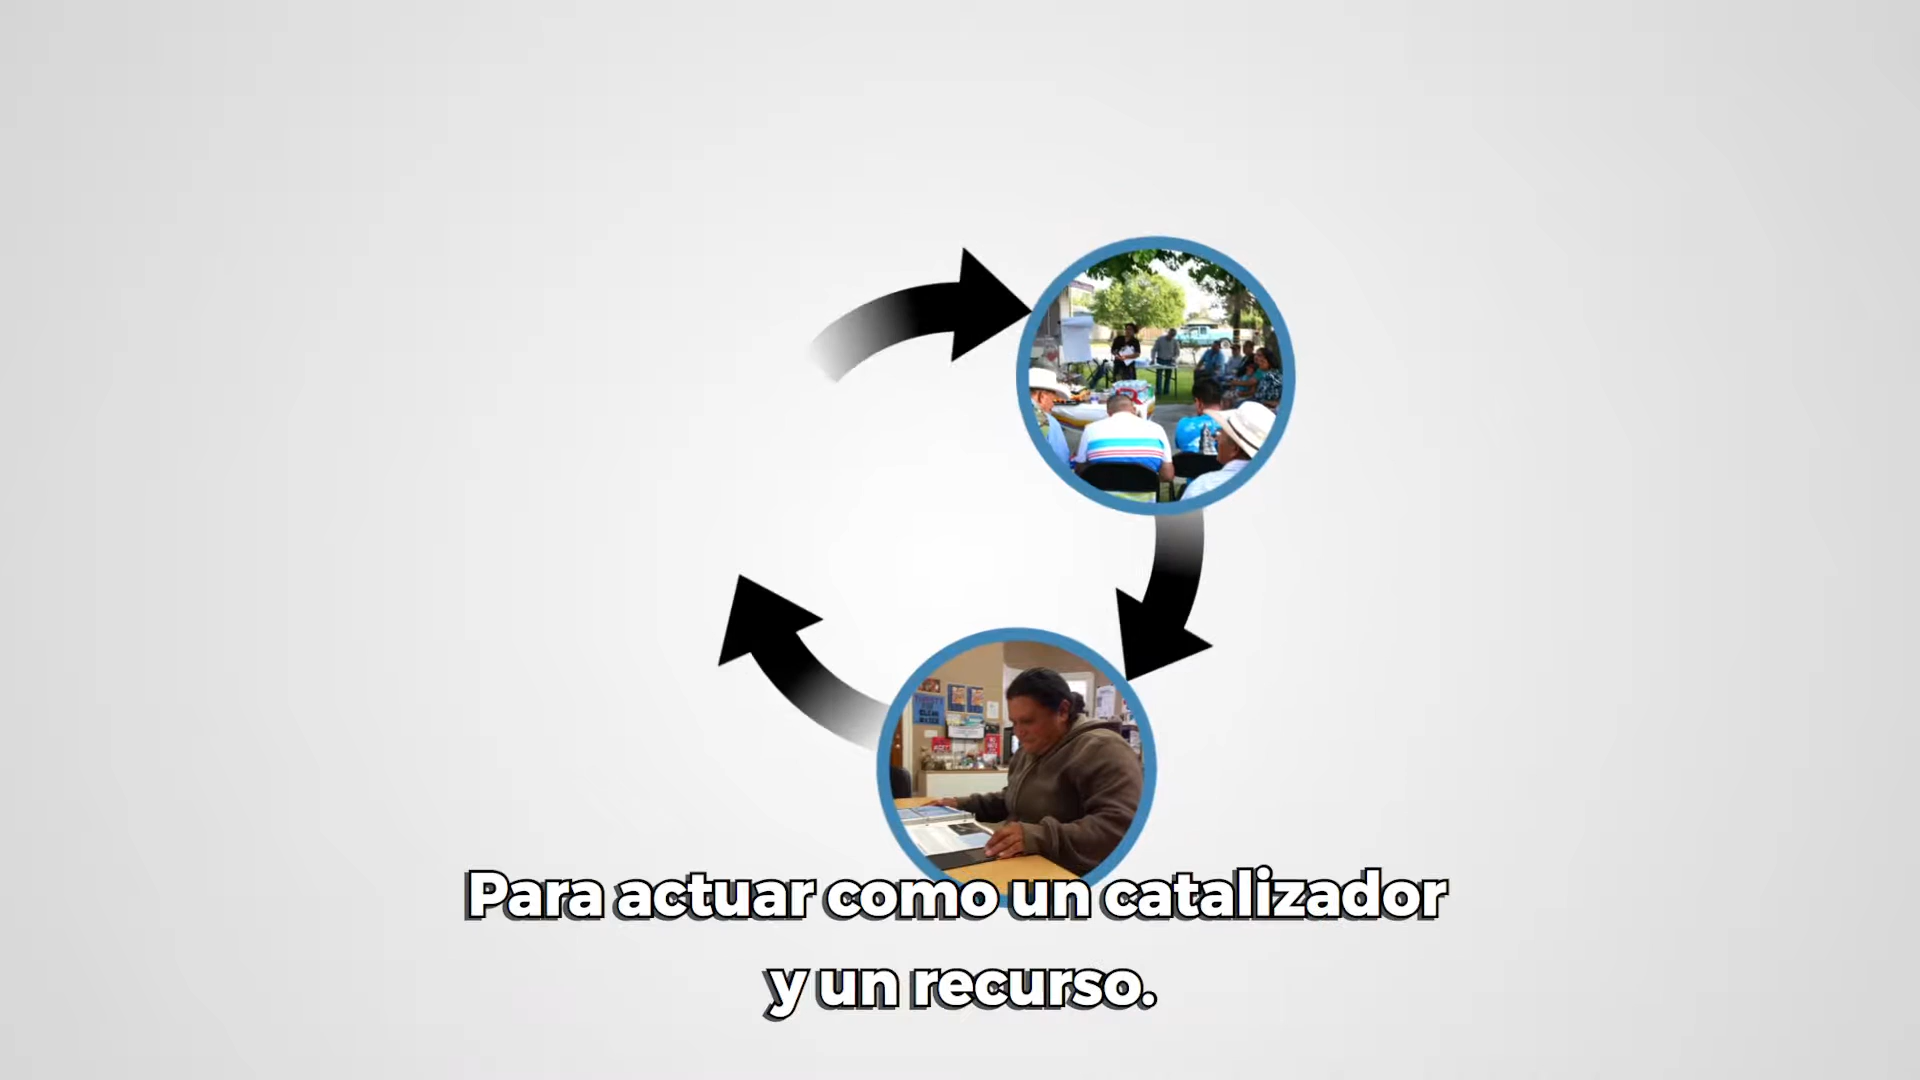 Para actuar como un catalizador
y un recurso.